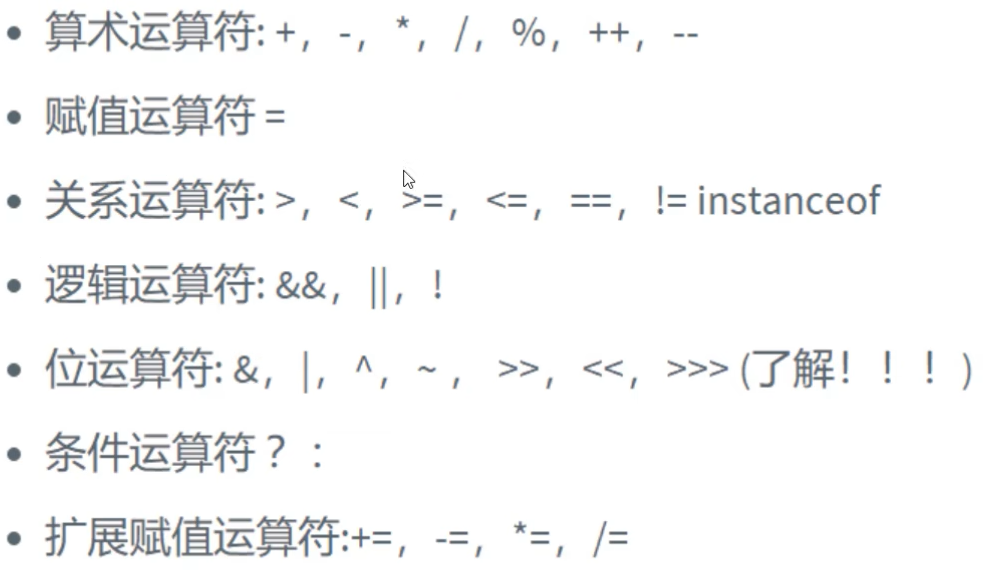 • 算术运算符: +，-，*，/，%，++，--
• 赋值运算符 =
• 关系运算符: >，<，>=，<=，==，!= instanceof
• 逻辑运算符: &&，||，!
• 位运算符: &，|，^，~ ， >>，<<，>>> (了解！！！)
• 条件运算符？：
• 扩展赋值运算符:+=，-=，*=，/=